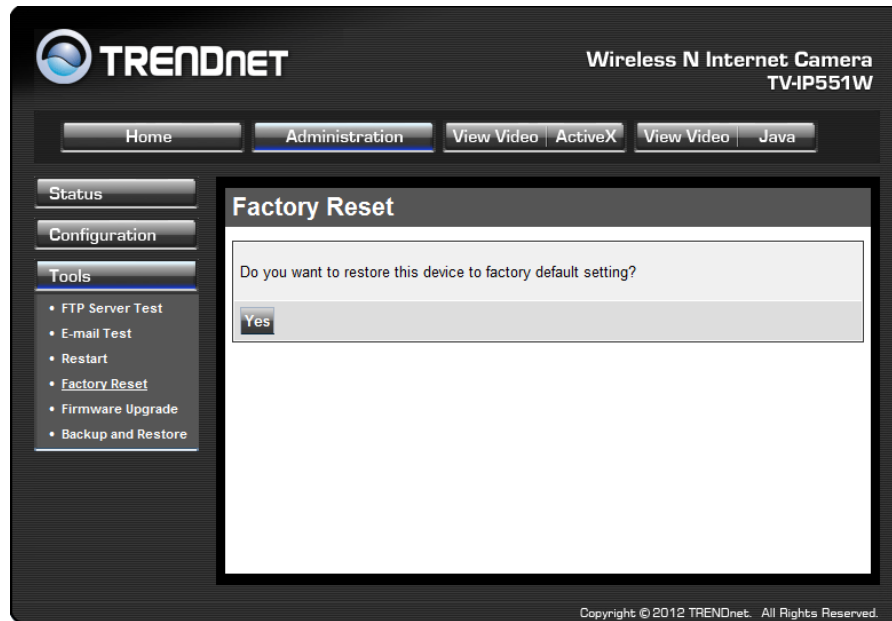 TRENDnet
Wireless N Internet Camera
TV-IP551W
Home
Administration
View Video | ActiveX
View Video | Java
Status
Configuration
Tools
• FTP Server Test
• E-mail Test
• Restart
• Factory Reset
• Firmware Upgrade
• Backup and Restore
Factory Reset
Do you want to restore this device to factory default setting?
Yes
Copyright © 2012 TRENDnet. All Rights Reserved.